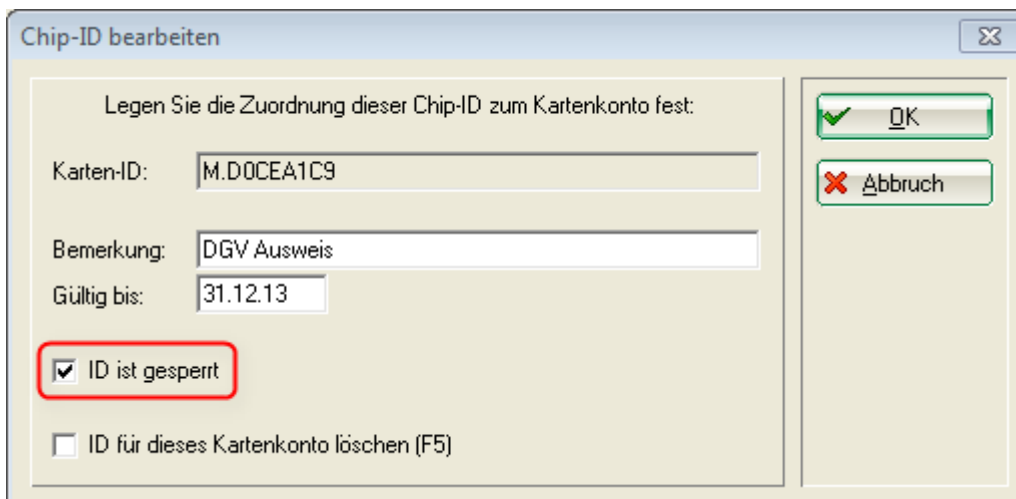 Chip-ID bearbeiten
Legen Sie die Zuordnung dieser Chip-ID zum Kartenkonto fest:
Karten-ID: M.D0CEA1C9
Bemerkung: DGV Ausweis
Gültig bis: 31.12.13
ID ist gesperrt
ID für dieses Kartenkonto löschen (F5)
OK
Abbruch